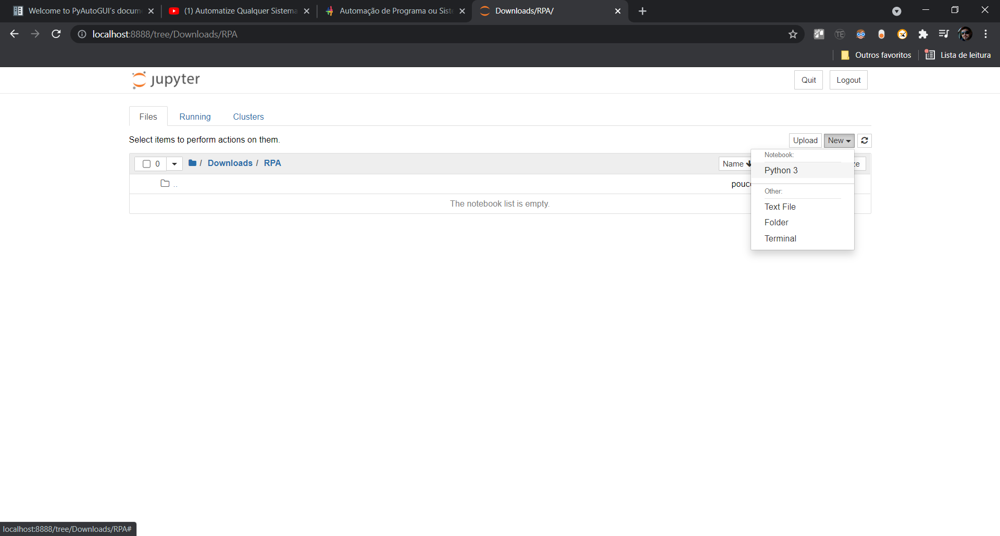 Welcome to PyAutoGUI's docum
(1) Automatize Qualquer Sistema
Automação de Programa ou Siste
Downloads/RPA/
localhost:8888/tree/Downloads/RPA
TE
Outros favoritos
Lista de leitura
jupyter
Quit
Logout
Files
Running
Clusters
Select items to perform actions on them.
Upload
New
0
/ Downloads / RPA
Name
ze
Notebook:
Python 3
..
pouc
Other:
The notebook list is empty.
Text File
Folder
Terminal
localhost:8888/tree/Downloads/RPA#